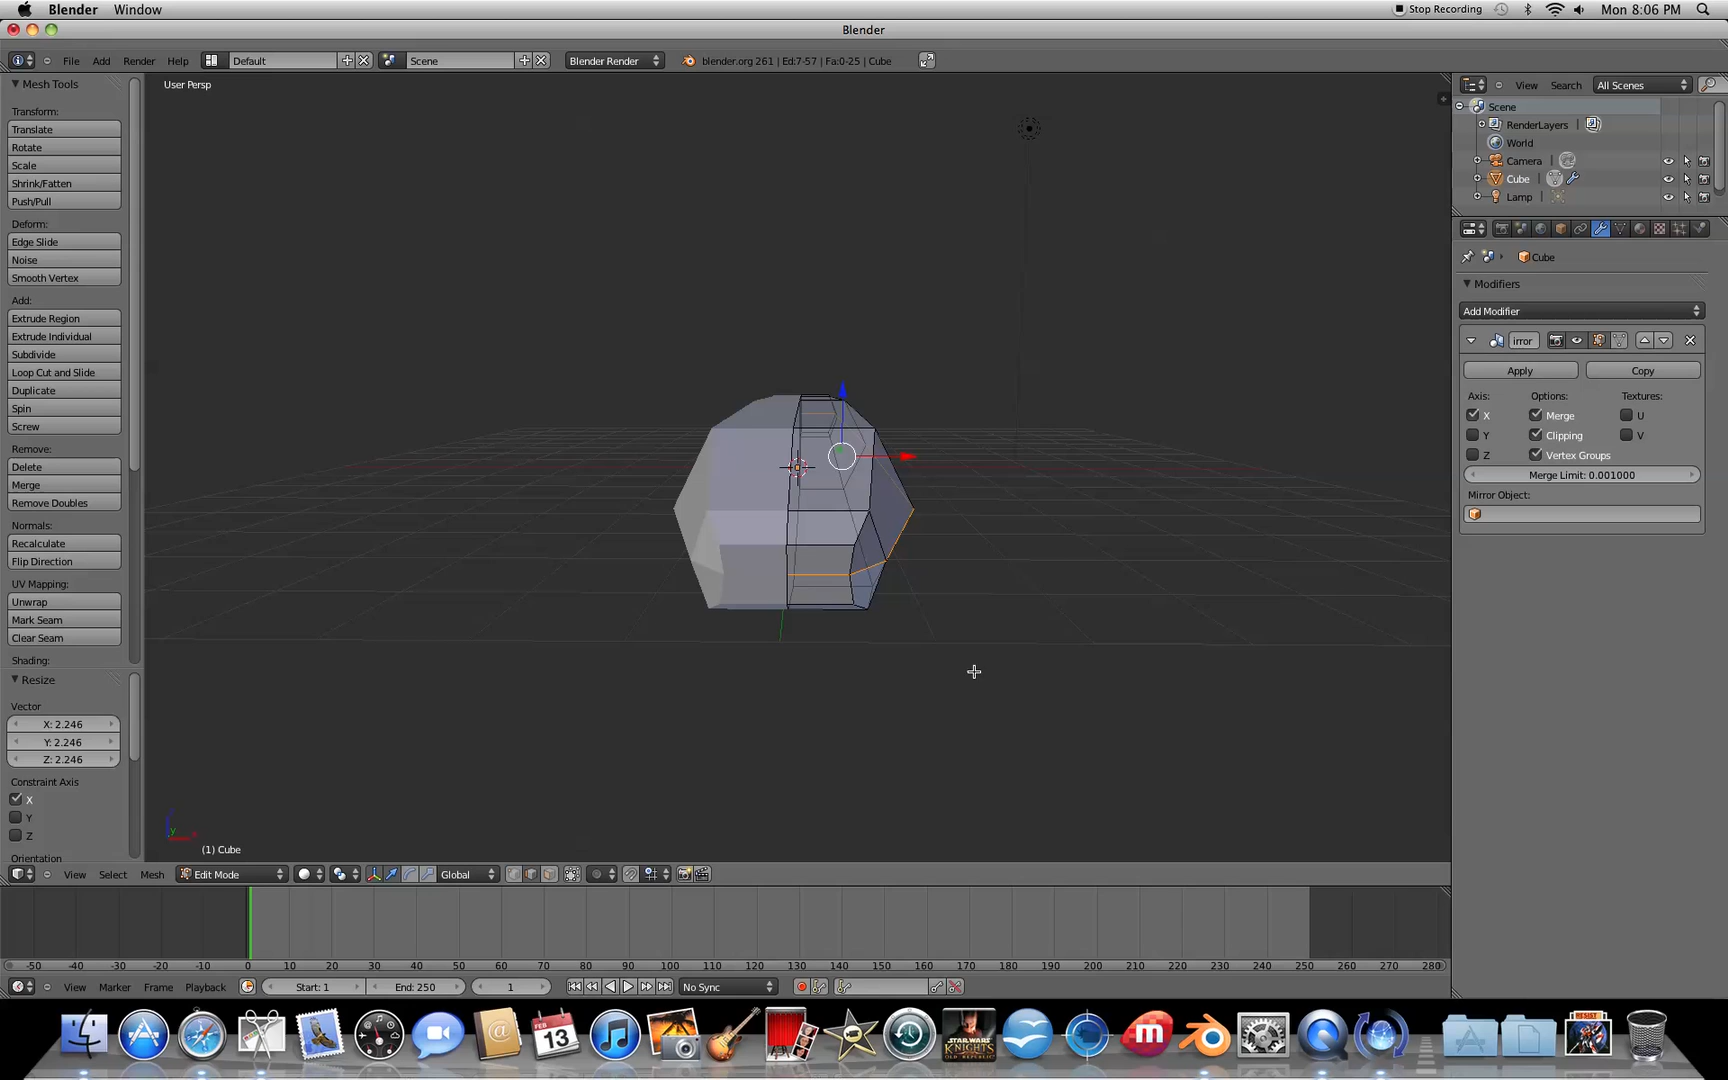 Blender Window
Stop Recording Mon 8:06 PM
Blender
File Add Render Help Default Scene Blender Render blender.org 261 | Ed:7-57 | Fa:0-25 | Cube
Mesh Tools
Transform:
Translate
Rotate
Scale
Shrink/Fatten
Push/Pull
Deform:
Edge Slide
Noise
Smooth Vertex
Add:
Extrude Region
Extrude Individual
Subdivide
Loop Cut and Slide
Duplicate
Spin
Screw
Remove:
Delete
Merge
Remove Doubles
Normals:
Recalculate
Flip Direction
UV Mapping:
Unwrap
Mark Seam
Clear Seam
Shading:
Resize
Vector
X: 2.246
Y: 2.246
Z: 2.246
Constraint Axis
X
Y
Z
Orientation
User Persp
(1) Cube
View Select Mesh Edit Mode Global
View Search All Scenes
Scene
RenderLayers |
World
Camera |
Cube |
Lamp |
Cube
Modifiers
Add Modifier
irror
Apply Copy
Axis: Options: Textures:
X Merge U
Y Clipping V
Z Vertex Groups
Merge Limit: 0.001000
Mirror Object:
-50 -40 -30 -20 -10 0 10 20 30 40 50 60 70 80 90 100 110 120 130 140 150 160 170 180 190 200 210 220 230 240 250 260 270 280
View Marker Frame Playback Start: 1 End: 250 1 No Sync
FEB
13
STAR WARS
KNIGHTS
OLD REPUBLIC
m
RESIST